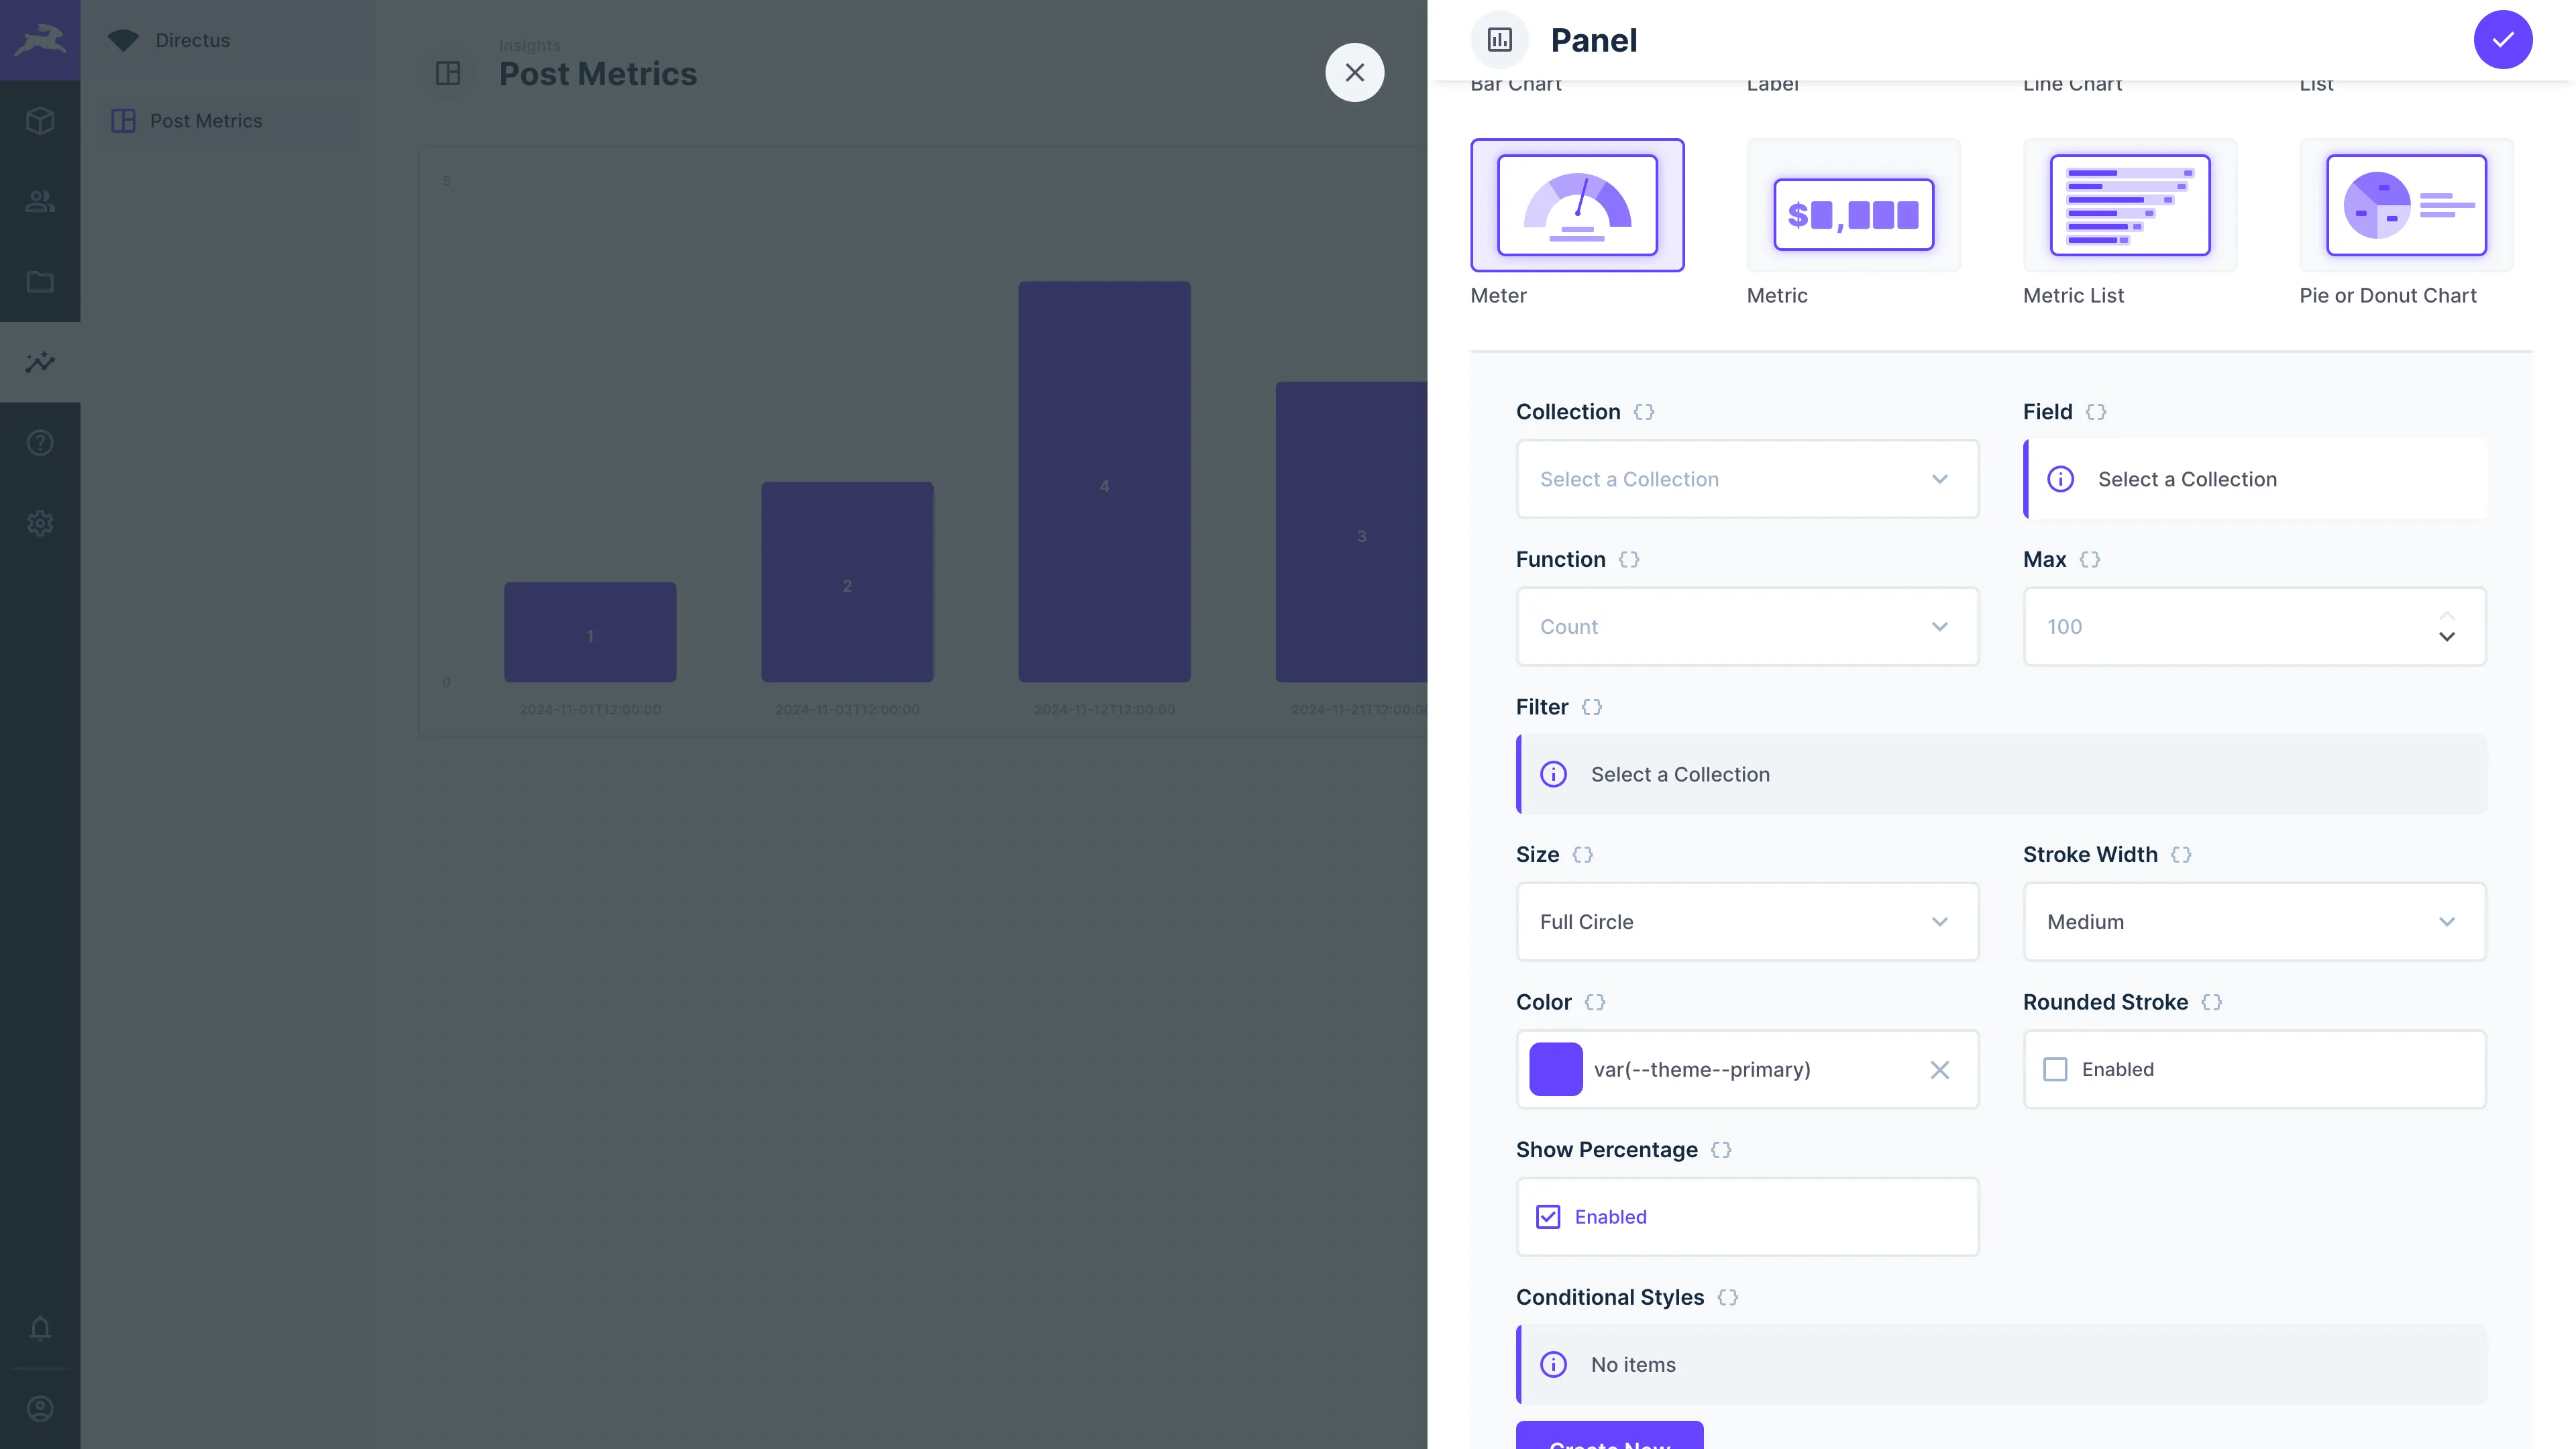 Directus
Post Metrics
Insights
Post Metrics
5
0
1
2
4
3
2024-11-01T12:00:00
2024-11-03T12:00:00
2024-11-12T12:00:00
2024-11-21T12:00:00
Panel
Bar Chart
Label
Line Chart
List
$ ,
Meter
Metric
Metric List
Pie or Donut Chart
Collection {}
Field {}
Select a Collection
Select a Collection
Function {}
Max {}
Count
100
Filter {}
Select a Collection
Size {}
Stroke Width {}
Full Circle
Medium
Color {}
Rounded Stroke {}
var(--theme--primary)
Enabled
Show Percentage {}
Enabled
Conditional Styles {}
No items
Create New